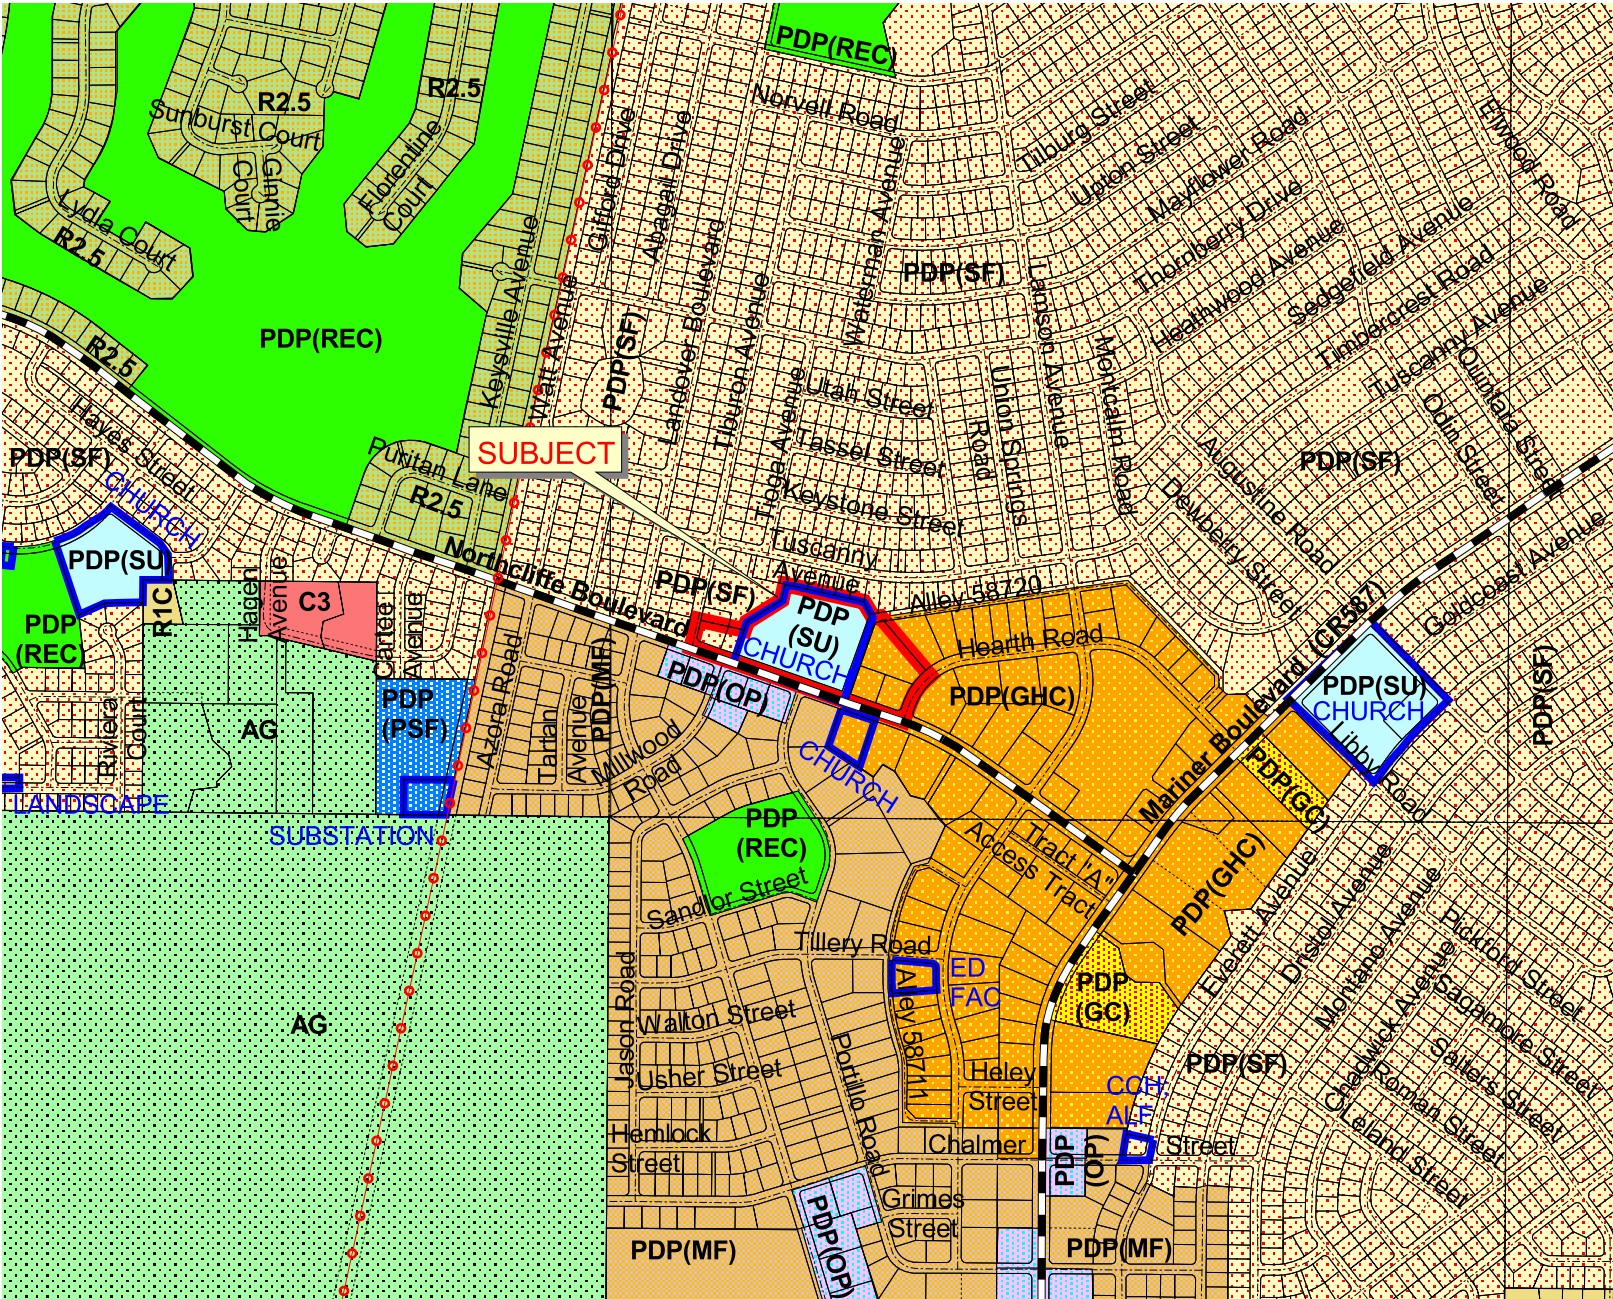 PDP(REC)
R2.5
R2.5
Sunburst Court
Ginnie
Court
Florentine
Court
Lydia Court
R2.5
Norvell Road
Tilburg Street
Upton Street
Mayflower Road
Elwood Road
Gifford Drive
Abagail Drive
Waterman Avenue
Thornberry Drive
Heathwood Avenue
Sedgefield Avenue
Timbercrest Road
Tuscanny Avenue
PDP(SF)
Lamson Avenue
Landover Boulevard
Tiburon Avenue
Keysville Avenue
Watt Avenue
PDP(SF)
PDP(REC)
R2.5
Hayes Street
PDP(SF)
CHURCH
PDP(SU)
Puritan Lane
R2.5
SUBJECT
Toga Avenue
Utah Street
Tassel Street
Keystone Street
Tuscanny
Avenue
Union Springs
Road
Montcalm Road
Quintara Street
Odin Street
PDP(SF)
Augustine Road
Dewberry Street
Goldcoast Avenue
Northcliffe Boulevard
PDP(SF)
Alley 58720
PDP
(SU)
CHURCH
Hearth Road
PDP(GHC)
Mariner Boulevard (CR587)
PDP(SU)
CHURCH
Libby Road
PDP(SF)
PDP
(REC)
R1C
Hagen
Avenue
C3
Cartee
Avenue
PDP
(PSF)
AG
Riviera
Court
LANDSCAPE
SUBSTATION
Azora Road
Tarlan
Avenue
PDP(MF)
Millwood
Road
PDP(OP)
CHURCH
PDP(GC)
PDP(GHC)
PDP
(REC)
Sandlor Street
Access Tract
Tract "A"
Tillery Road
Alley 58711
ED
FAC
PDP
(GC)
Everett Avenue
Dristol Avenue
Montano Avenue
Chadwick Avenue
Pickford Street
Sagamore Street
Salters Street
Roman Street
Leland Street
PDP(SF)
AG
Jason Road
Walton Street
Usher Street
Hemlock
Street
Portillo Road
Heley
Street
CCH,
ALF
Chalmer
Street
PDP
(OP)
Grimes
Street
PDP(OP)
PDP(MF)
PDP(MF)